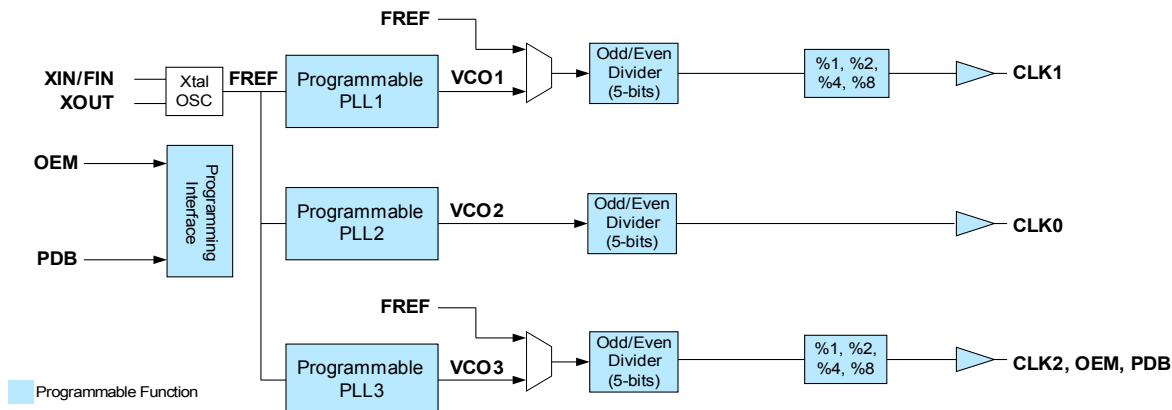 FREF
XIN/FIN
XOUT
Xtal
OSC
FREF
Programmable
PLL1
VCO1
Odd/Even
Divider
(5-bits)
%1, %2,
%4, %8
CLK1
OEM
PDB
Programming
Interface
Programmable
PLL2
VCO2
Odd/Even
Divider
(5-bits)
CLK0
FREF
Programmable
PLL3
VCO3
Odd/Even
Divider
(5-bits)
%1, %2,
%4, %8
CLK2, OEM, PDB
Programmable Function